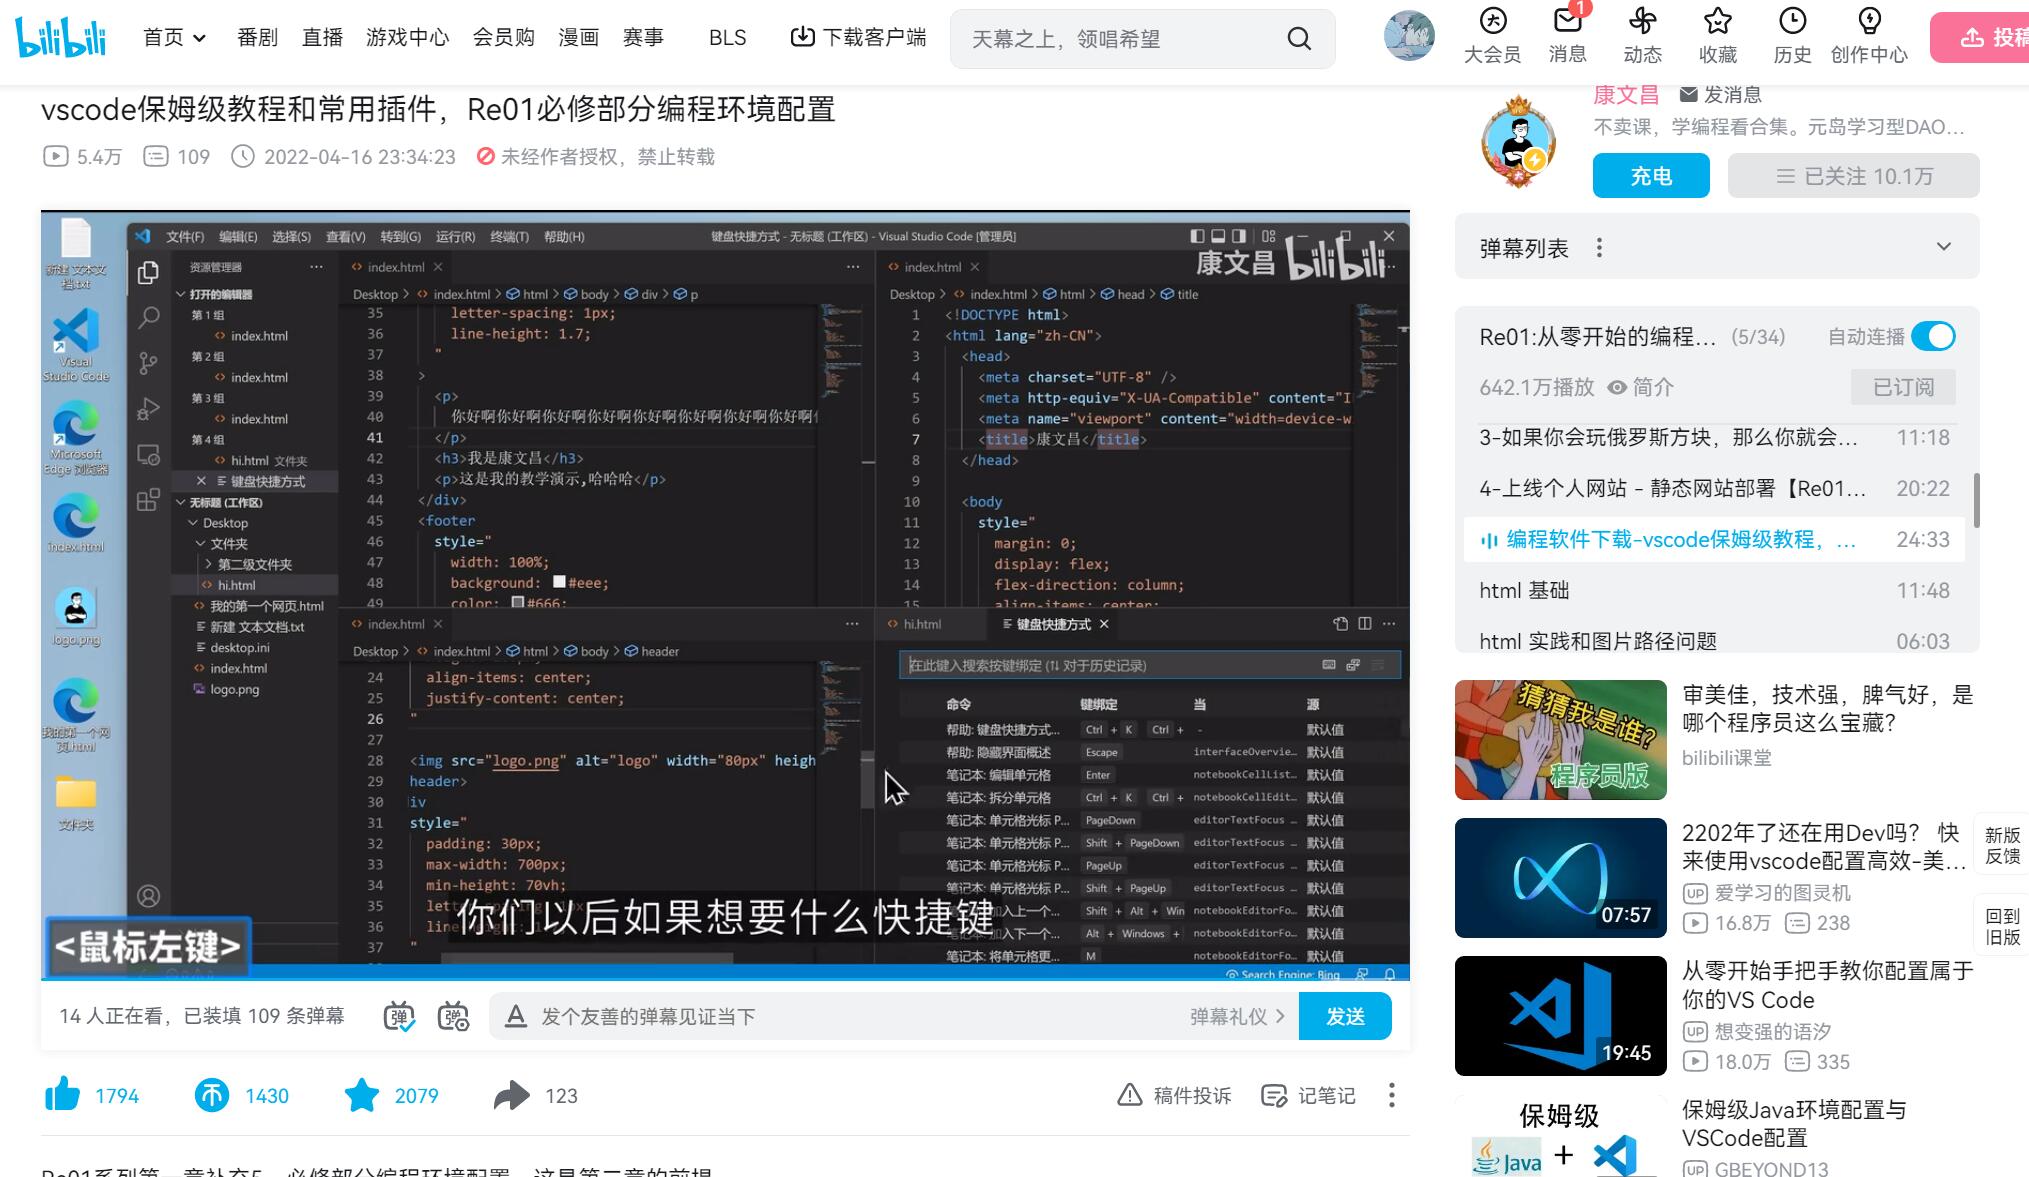 bilibili
首页
番剧
直播
游戏中心
会员购
漫画
赛事
BLS
下载客户端
天幕之上，领唱希望
大会员
1
消息
动态
收藏
历史
创作中心
投稿
vscode保姆级教程和常用插件，Re01必修部分编程环境配置
5.4万 109 2022-04-16 23:34:23 未经作者授权，禁止转载
康文昌 发消息
不卖课，学编程看合集。元岛学习型DAO...
充电
已关注 10.1万
弹幕列表
Re01:从零开始的编程... (5/34) 自动连播
642.1万播放 简介 已订阅
3-如果你会玩俄罗斯方块，那么你就会... 11:18
4-上线个人网站 - 静态网站部署【Re01... 20:22
编程软件下载-vscode保姆级教程，... 24:33
html 基础 11:48
html 实践和图片路径问题 06:03
文件(F) 编辑(E) 选择(S) 查看(V) 转到(G) 运行(R) 终端(T) 帮助(H) 键盘快捷方式 - 无标题 (工作区) - Visual Studio Code [管理员]
康文昌 bilibili
新建 文本文档.txt
Visual Studio Code
Microsoft Edge 浏览器
index.html
logo.png
我的第一个网页.html
文件夹
资源管理器
打开的编辑器
第 1 组
index.html
第 2 组
index.html
第 3 组
index.html
第 4 组
hi.html 文件夹
键盘快捷方式
无标题 (工作区)
Desktop
文件夹
第二级文件夹
hi.html
我的第一个网页.html
新建 文本文档.txt
desktop.ini
index.html
logo.png
index.html
Desktop > index.html > html > body > div > p
35 letter-spacing: 1px;
36 line-height: 1.7;
37 "
38 >
39 <p>
40 你好啊你好啊你好啊你好啊你好啊你好啊你好啊你好啊
41 </p>
42 <h3>我是康文昌</h3>
43 <p>这是我的教学演示,哈哈哈</p>
44 </div>
45 <footer
46 style="
47 width: 100%;
48 background: #eee;
49 color: #666;
index.html
Desktop > index.html > html > head > title
1 <!DOCTYPE html>
2 <html lang="zh-CN">
3 <head>
4 <meta charset="UTF-8" />
5 <meta http-equiv="X-UA-Compatible" content="I
6 <meta name="viewport" content="width=device-w
7 <title>康文昌</title>
8 </head>
9
10 <body
11 style="
12 margin: 0;
13 display: flex;
14 flex-direction: column;
15 align-items: center;
index.html
Desktop > index.html > html > body > header
24 align-items: center;
25 justify-content: center;
26 "
27
28 <img src="logo.png" alt="logo" width="80px" heigh
29 header>
30 iv
31 style="
32 padding: 30px;
33 max-width: 700px;
34 min-height: 70vh;
35
36
37 "
hi.html 键盘快捷方式
在此键入搜索按键绑定 (⇅ 对于历史记录)
命令 键绑定 当 源
帮助: 键盘快捷方式... Ctrl + K Ctrl + - 默认值
帮助: 隐藏界面概述 Escape interfaceOvervie... 默认值
笔记本: 编辑单元格 Enter notebookCellList... 默认值
笔记本: 拆分单元格 Ctrl + K Ctrl + notebookCellEdit... 默认值
笔记本: 单元格光标 P... PageDown editorTextFocus ... 默认值
笔记本: 单元格光标 P... Shift + PageDown editorTextFocus ... 默认值
笔记本: 单元格光标 P... PageUp editorTextFocus ... 默认值
笔记本: 单元格光标 P... Shift + PageUp editorTextFocus ... 默认值
加入上一个... Shift + Alt + Win notebookEditorFo... 默认值
加入下一个... Alt + Windows + notebookEditorFo... 默认值
笔记本: 将单元格更... M notebookEditorFo... 默认值
你们以后如果想要什么快捷键
<鼠标左键>
Search Engine: Bing
14 人正在看，已装填 109 条弹幕
弹
弹
发个友善的弹幕见证当下
弹幕礼仪 >
发送
1794 1430 2079 123
稿件投诉 记笔记
猜猜我是谁?
程序员版
审美佳，技术强，脾气好，是
哪个程序员这么宝藏？
bilibili课堂
07:57
2202年了还在用Dev吗？ 快
来使用vscode配置高效-美...
UP 爱学习的图灵机
16.8万 238
19:45
从零开始手把手教你配置属于
你的VS Code
UP 想变强的语汐
18.0万 335
保姆级
Java +
保姆级Java环境配置与
VSCode配置
UP GBEYOND13
新版
反馈
回到
旧版
Re01系列第一章补充5，必修部分编程环境配置，这是第二章的前提